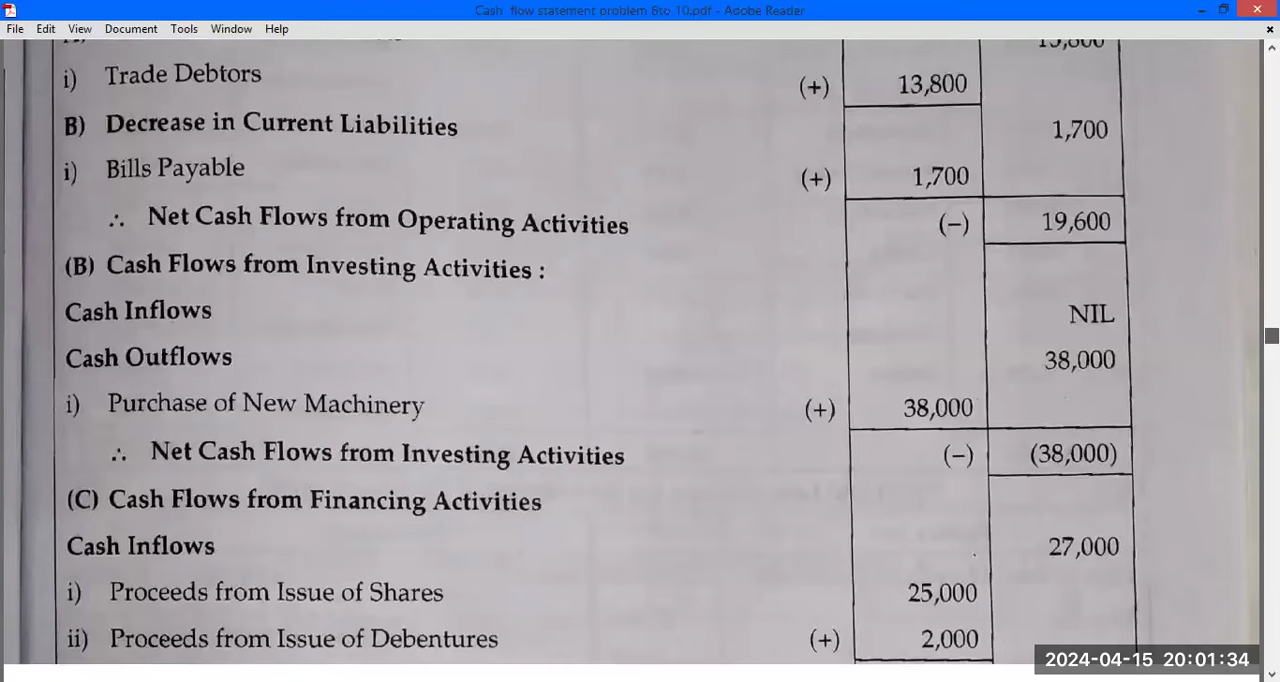 Cash flow statement problem 6to 10.pdf - Adobe Reader
File Edit View Document Tools Window Help
i) Trade Debtors (+) 13,800
B) Decrease in Current Liabilities 1,700
i) Bills Payable (+) 1,700
∴ Net Cash Flows from Operating Activities (−) 19,600
(B) Cash Flows from Investing Activities :
Cash Inflows NIL
Cash Outflows 38,000
i) Purchase of New Machinery (+) 38,000
∴ Net Cash Flows from Investing Activities (−) (38,000)
(C) Cash Flows from Financing Activities
Cash Inflows 27,000
i) Proceeds from Issue of Shares 25,000
ii) Proceeds from Issue of Debentures (+) 2,000
2024-04-15 20:01:34